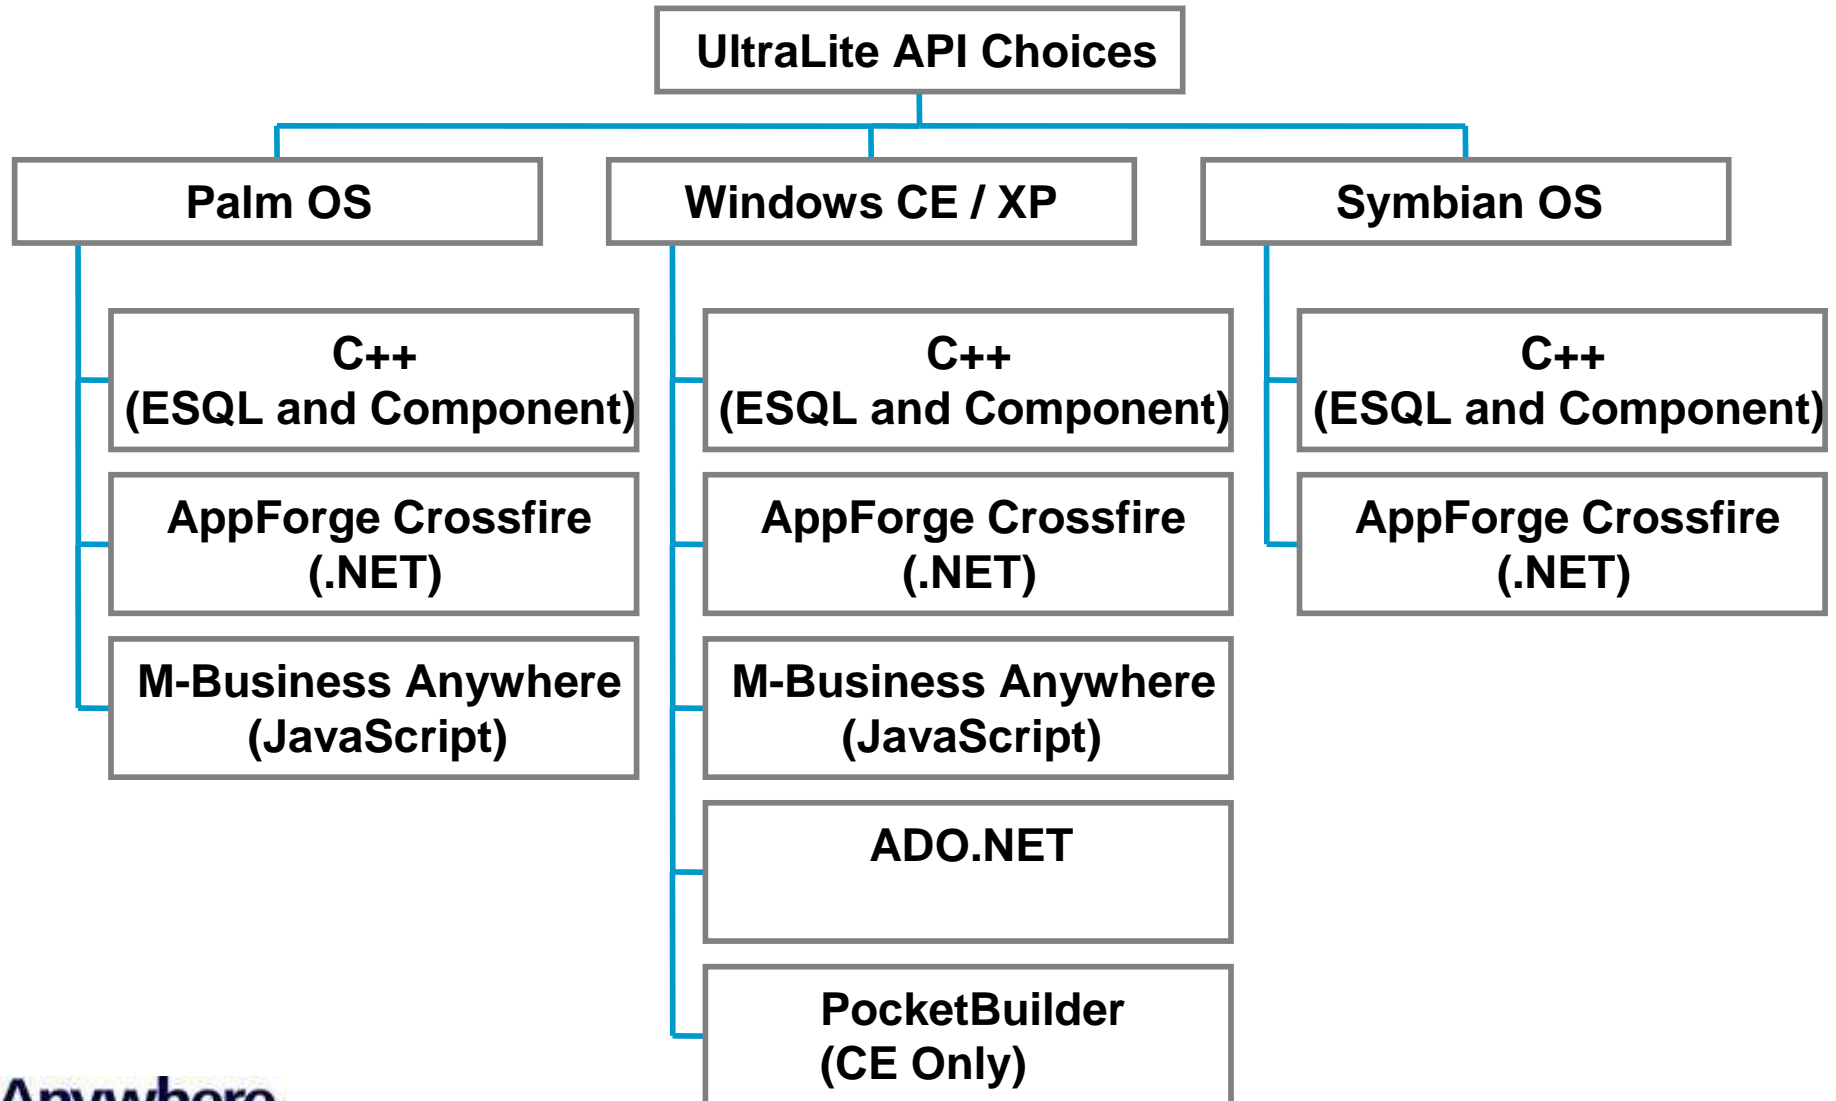 UltraLite API Choices
Palm OS
Windows CE / XP
Symbian OS
C++
(ESQL and Component)
AppForge Crossfire
(.NET)
M-Business Anywhere
(JavaScript)
C++
(ESQL and Component)
AppForge Crossfire
(.NET)
M-Business Anywhere
(JavaScript)
ADO.NET
PocketBuilder
(CE Only)
C++
(ESQL and Component)
AppForge Crossfire
(.NET)
Anywhere